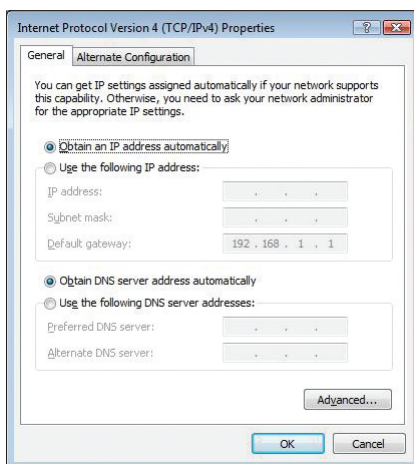 Internet Protocol Version 4 (TCP/IPv4) Properties
General
Alternate Configuration
You can get IP settings assigned automatically if your network supports
this capability. Otherwise, you need to ask your network administrator
for the appropriate IP settings.
Obtain an IP address automatically
Use the following IP address:
IP address: . . .
Subnet mask: . . .
Default gateway: 192 . 168 . 1 . 1
Obtain DNS server address automatically
Use the following DNS server addresses:
Preferred DNS server: . . .
Alternate DNS server: . . .
Advanced...
OK
Cancel